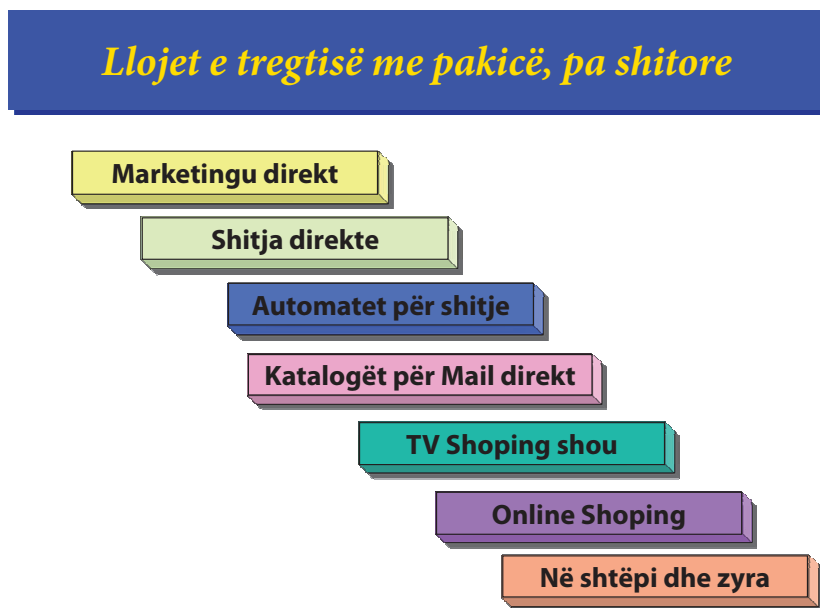 Llojet e tregtisë me pakicë, pa shitore
Marketingu direkt
Shitja direkte
Automatet për shitje
Katalogët për Mail direkt
TV Shoping shou
Online Shoping
Në shtëpi dhe zyra